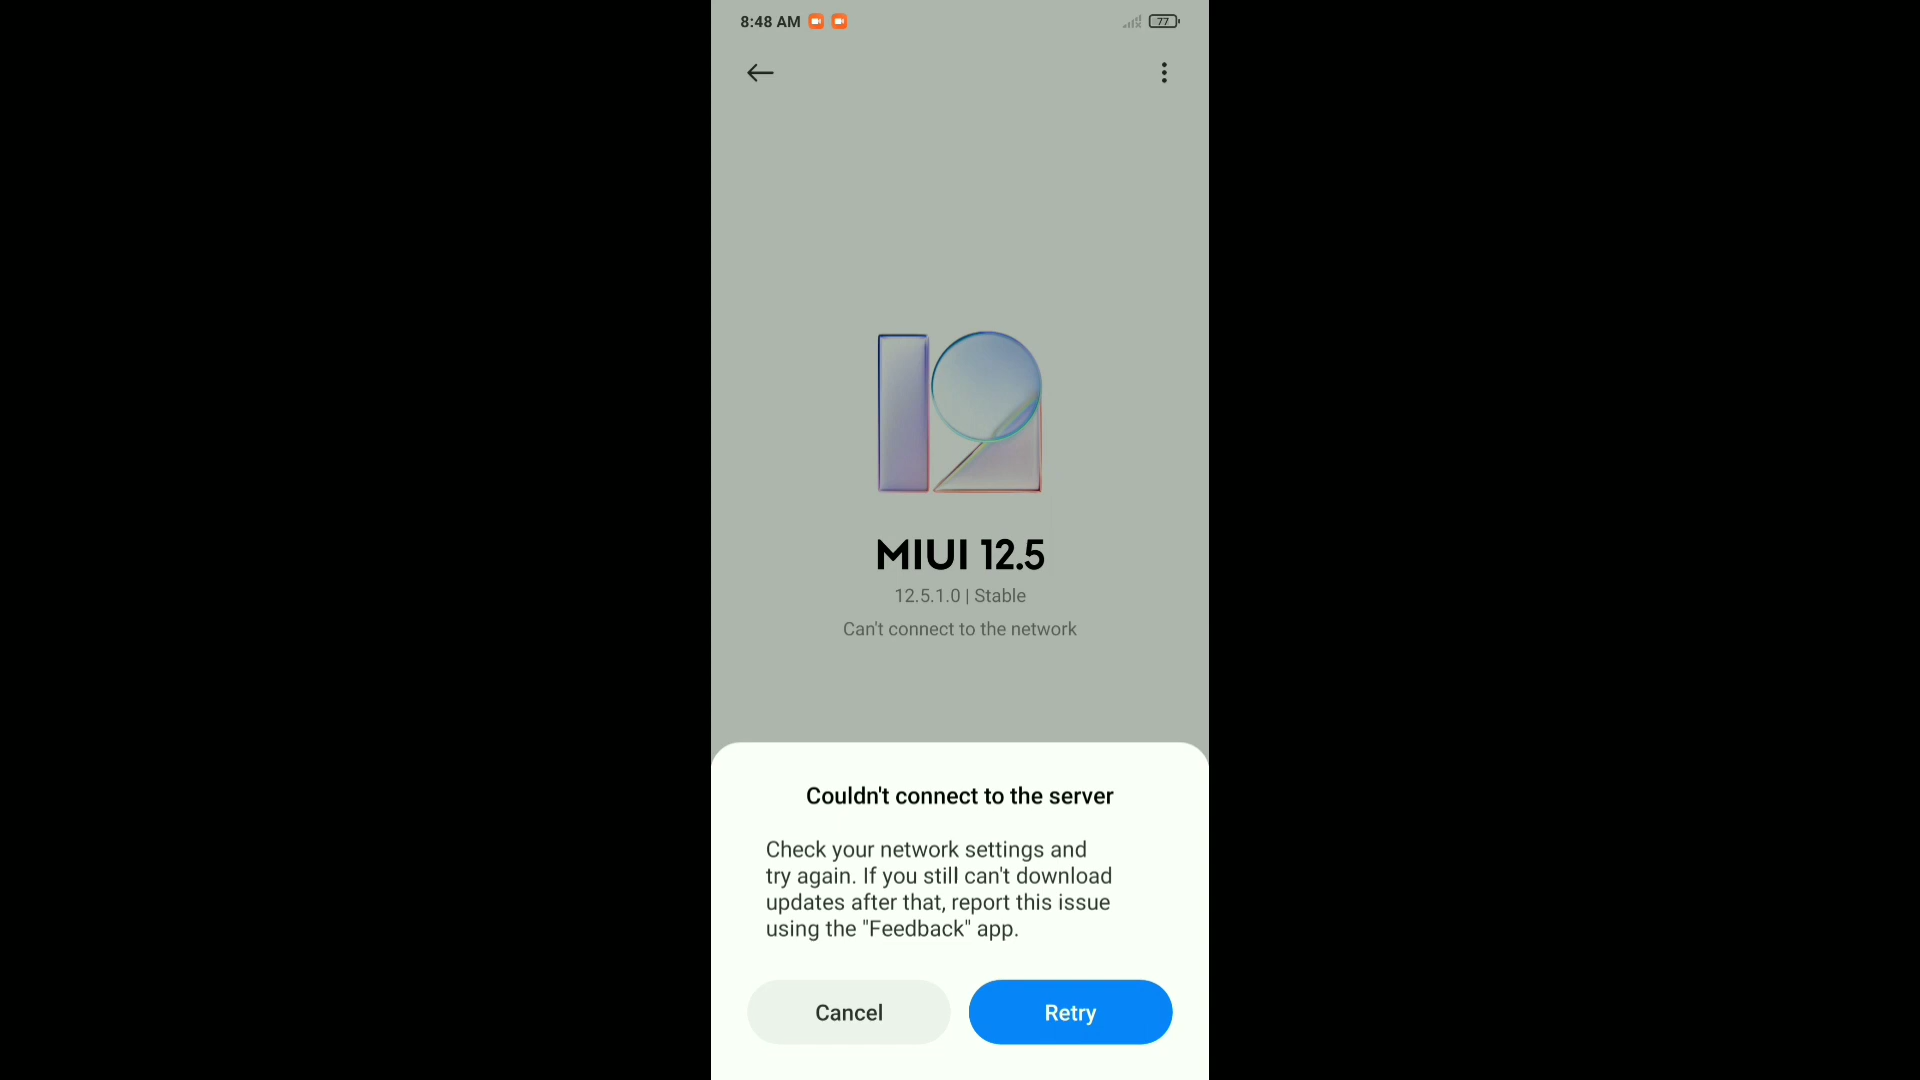 8:48 AM
77
MIUI 12.5
12.5.1.0 | Stable
Can't connect to the network
Couldn't connect to the server
Check your network settings and
try again. If you still can't download
updates after that, report this issue
using the "Feedback" app.
Cancel
Retry